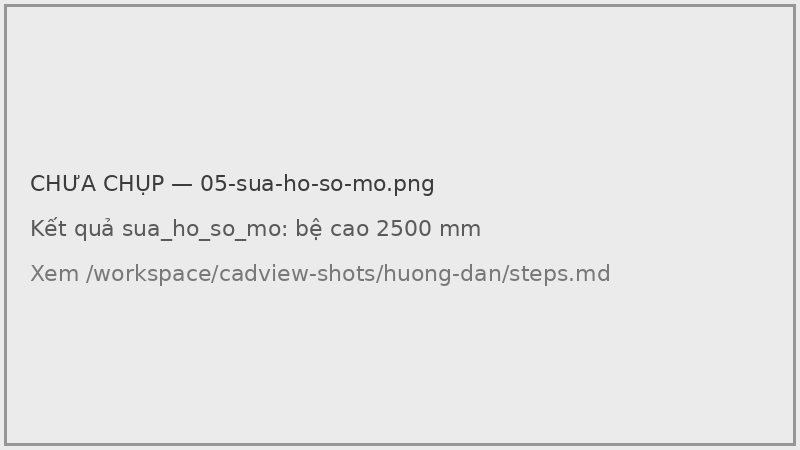 CHƯA CHỤP — 05-sua-ho-so-mo.png
Kết quả sua_ho_so_mo: bệ cao 2500 mm
Xem /workspace/cadview-shots/huong-dan/steps.md